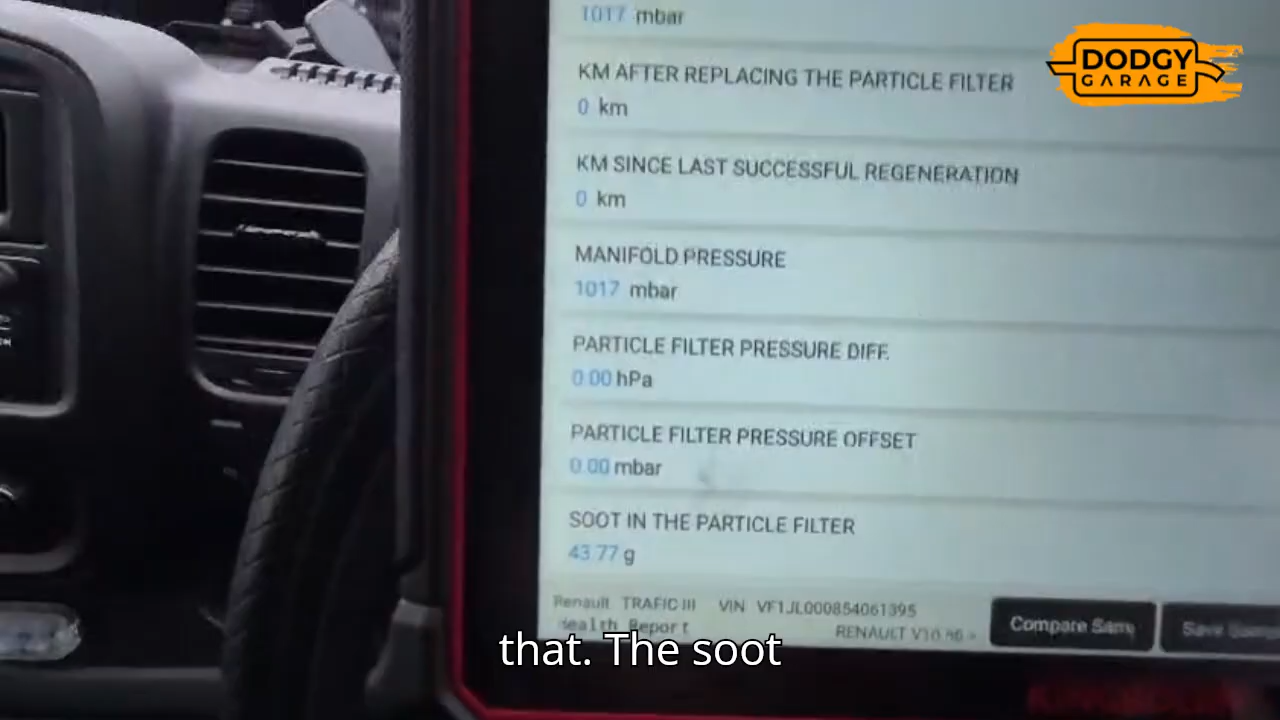 1017 mbar
DODGY
GARAGE
KM AFTER REPLACING THE PARTICLE FILTER
0 km
KM SINCE LAST SUCCESSFUL REGENERATION
0 km
MANIFOLD PRESSURE
1017 mbar
PARTICLE FILTER PRESSURE DIFF.
0.00 hPa
PARTICLE FILTER PRESSURE OFFSET
0.00 mbar
SOOT IN THE PARTICLE FILTER
43.77 g
Renault TRAFIC III VIN VF1JL000854061395
Health Report
RENAULT
Compare
Save
that. The soot